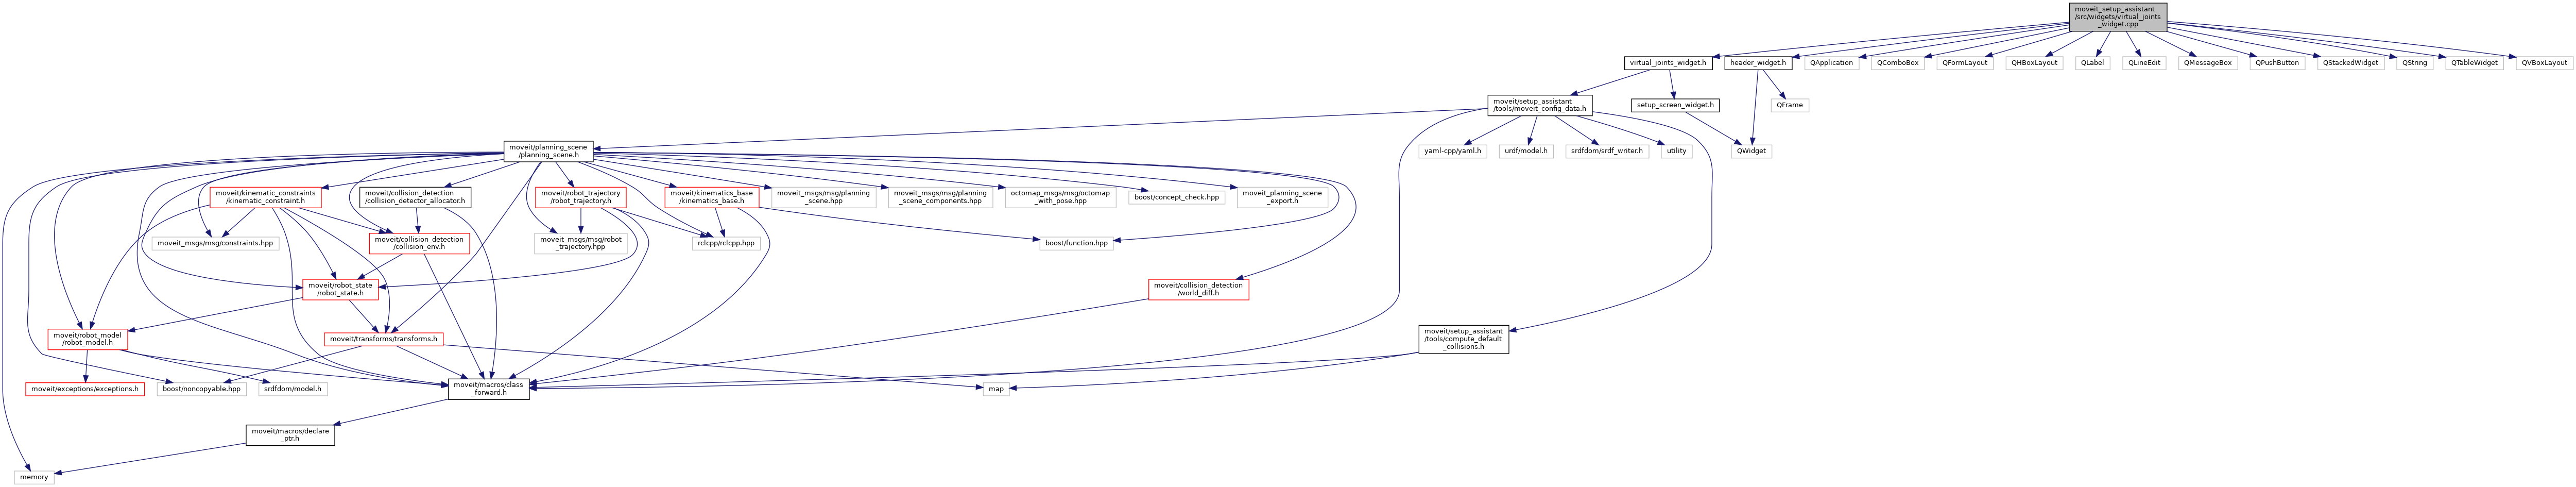 moveit_setup_assistant
/src/widgets/virtual_joints
_widget.cpp
virtual_joints_widget.h
header_widget.h
QApplication
QComboBox
QFormLayout
QHBoxLayout
QLabel
QLineEdit
QMessageBox
QPushButton
QStackedWidget
QString
QTableWidget
QVBoxLayout
moveit/setup_assistant
/tools/moveit_config_data.h
setup_screen_widget.h
QFrame
moveit/planning_scene
/planning_scene.h
yaml-cpp/yaml.h
urdf/model.h
srdfdom/srdf_writer.h
utility
QWidget
moveit/kinematic_constraints
/kinematic_constraint.h
moveit/collision_detection
/collision_detector_allocator.h
moveit/robot_trajectory
/robot_trajectory.h
moveit/kinematics_base
/kinematics_base.h
moveit_msgs/msg/planning
_scene.hpp
moveit_msgs/msg/planning
_scene_components.hpp
octomap_msgs/msg/octomap
_with_pose.hpp
boost/concept_check.hpp
moveit_planning_scene
_export.h
moveit_msgs/msg/constraints.hpp
moveit/collision_detection
/collision_env.h
moveit_msgs/msg/robot
_trajectory.hpp
rclcpp/rclcpp.hpp
boost/function.hpp
moveit/robot_state
/robot_state.h
moveit/collision_detection
/world_diff.h
moveit/robot_model
/robot_model.h
moveit/transforms/transforms.h
moveit/setup_assistant
/tools/compute_default
_collisions.h
moveit/exceptions/exceptions.h
boost/noncopyable.hpp
srdfdom/model.h
moveit/macros/class
_forward.h
map
moveit/macros/declare
_ptr.h
memory